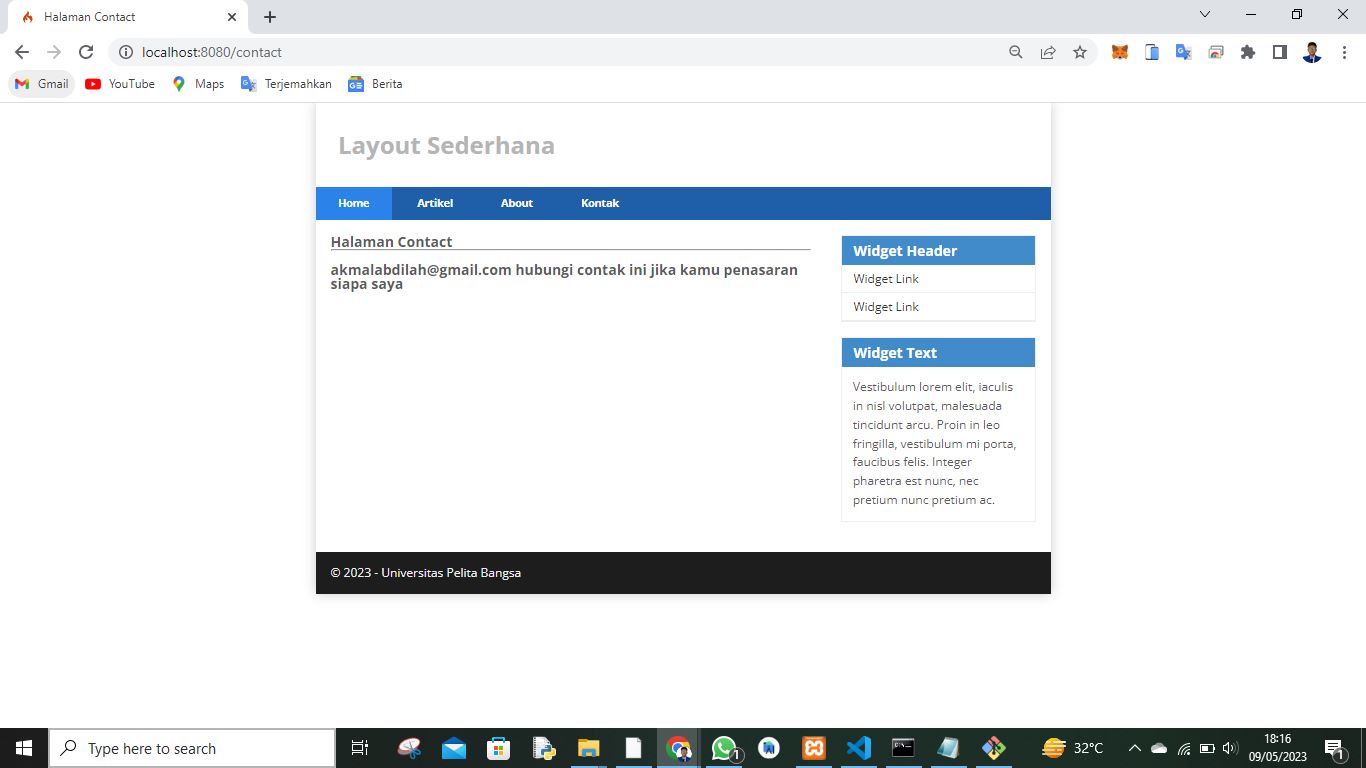 Halaman Contact
localhost:8080/contact
Gmail YouTube Maps Terjemahkan Berita
Layout Sederhana
Home Artikel About Kontak
Halaman Contact
akmalabdilah@gmail.com hubungi contak ini jika kamu penasaran
siapa saya
Widget Header
Widget Link
Widget Link
Widget Text
Vestibulum lorem elit, iaculis
in nisl volutpat, malesuada
tincidunt arcu. Proin in leo
fringilla, vestibulum mi porta,
faucibus felis. Integer
pharetra est nunc, nec
pretium nunc pretium ac.
© 2023 - Universitas Pelita Bangsa
Type here to search
1
32°C
18:16
09/05/2023
1